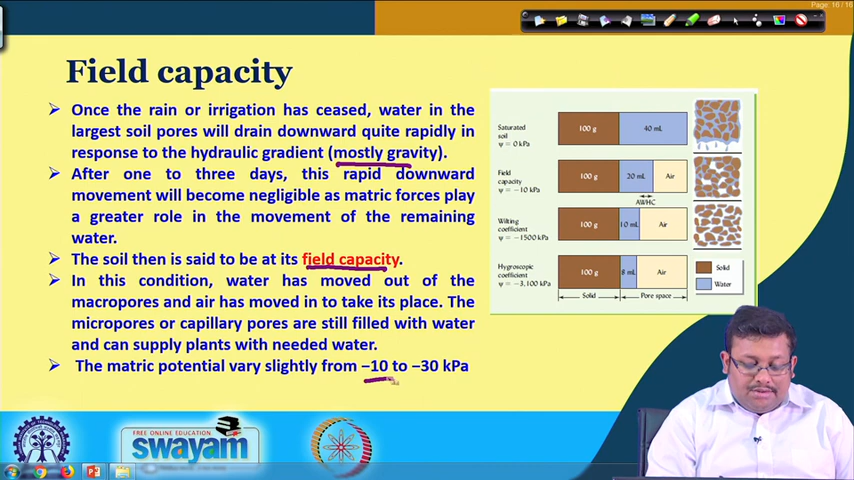 Page: 16 / 16
Field capacity
➢ Once the rain or irrigation has ceased, water in the
largest soil pores will drain downward quite rapidly in
response to the hydraulic gradient (mostly gravity).
➢ After one to three days, this rapid downward
movement will become negligible as matric forces play
a greater role in the movement of the remaining
water.
➢ The soil then is said to be at its field capacity.
➢ In this condition, water has moved out of the
macropores and air has moved in to take its place. The
micropores or capillary pores are still filled with water
and can supply plants with needed water.
➢ The matric potential vary slightly from −10 to −30 kPa
Saturated
soil
ψ = 0 kPa
100 g
40 mL
Field
capacity
ψ = −10 kPa
100 g
20 mL
Air
AWHC
Wilting
coefficient
ψ = −1500 kPa
100 g
10 mL
Air
Hygroscopic
coefficient
ψ = −3,100 kPa
100 g
8 mL
Air
Solid
Pore space
Solid
Water
FREE ONLINE EDUCATION
swayam